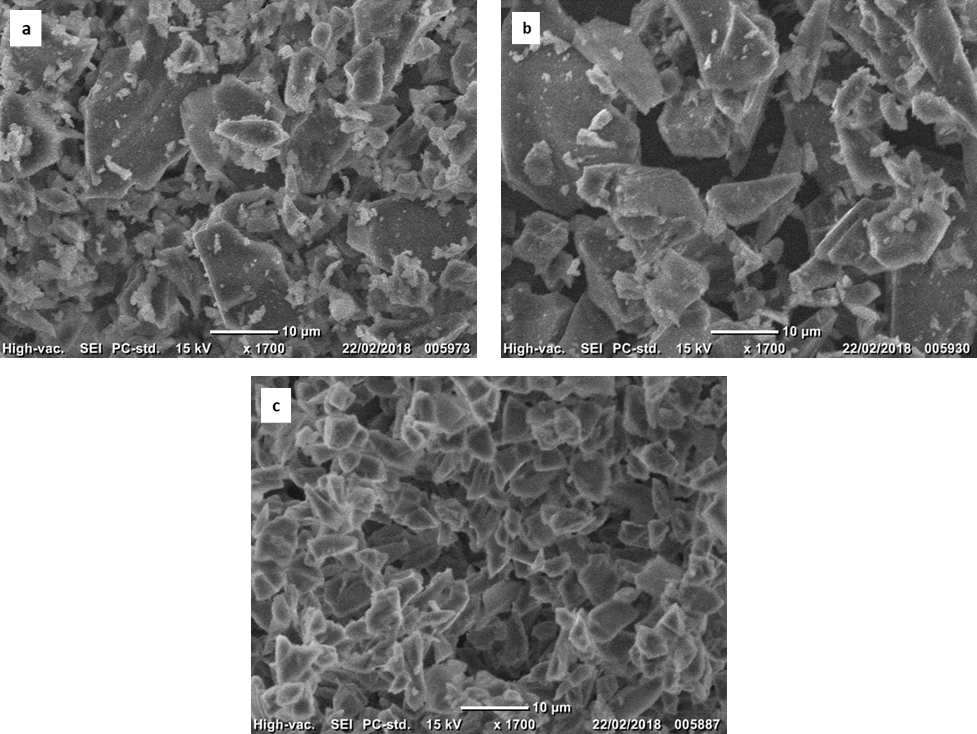 a
10 µm
High-vac. SEI PC-std. 15 kV x 1700 22/02/2018 005973
b
10 µm
High-vac. SEI PC-std. 15 kV x 1700 22/02/2018 005930
c
10 µm
High-vac. SEI PC-std. 15 kV x 1700 22/02/2018 005887